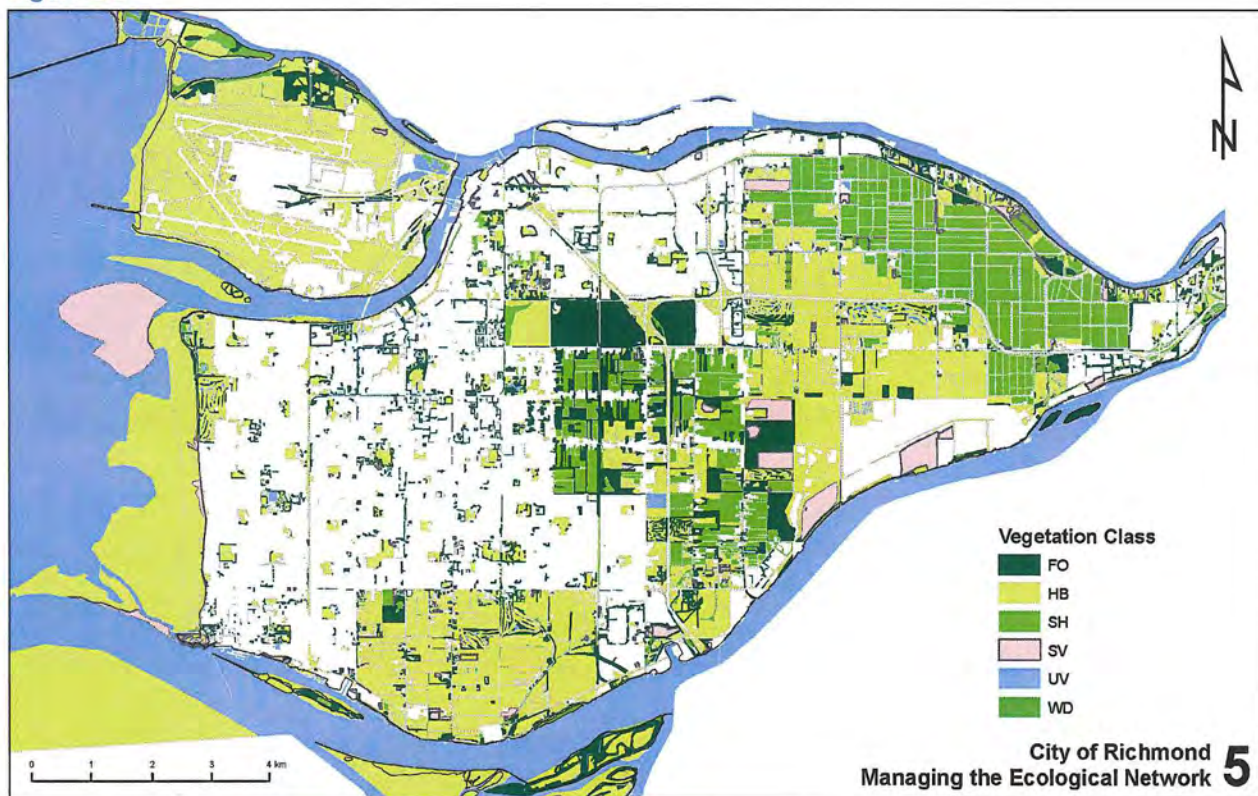 N
Vegetation Class
FO
HB
SH
SV
UV
WD
0 1 2 3 4 km
City of Richmond
Managing the Ecological Network 5